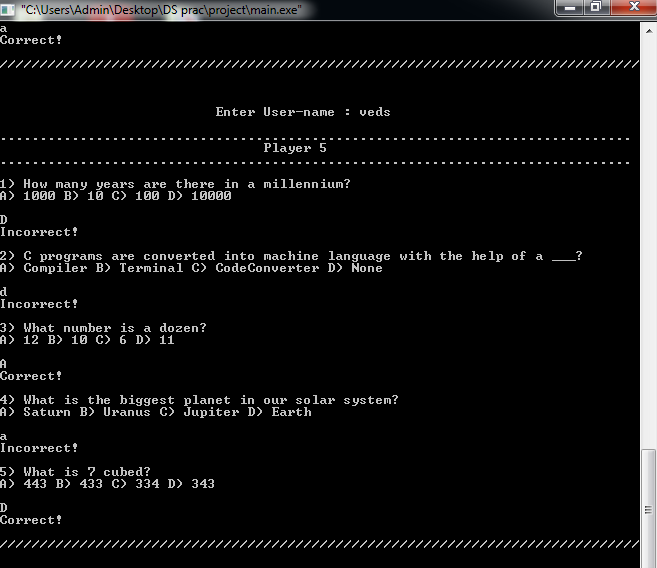 "C:\Users\Admin\Desktop\DS prac\project\main.exe"
a
Correct!
////////////////////////////////////////////////////////////////////////////////
Enter User-name : veds
-------------------------------------------------------------------------------
Player 5
-------------------------------------------------------------------------------
1) How many years are there in a millennium?
A) 1000 B) 10 C) 100 D) 10000
D
Incorrect!
2) C programs are converted into machine language with the help of a ___?
A) Compiler B) Terminal C) CodeConverter D) None
d
Incorrect!
3) What number is a dozen?
A) 12 B) 10 C) 6 D) 11
A
Correct!
4) What is the biggest planet in our solar system?
A) Saturn B) Uranus C) Jupiter D) Earth
a
Incorrect!
5) What is 7 cubed?
A) 443 B) 433 C) 334 D) 343
D
Correct!
////////////////////////////////////////////////////////////////////////////////